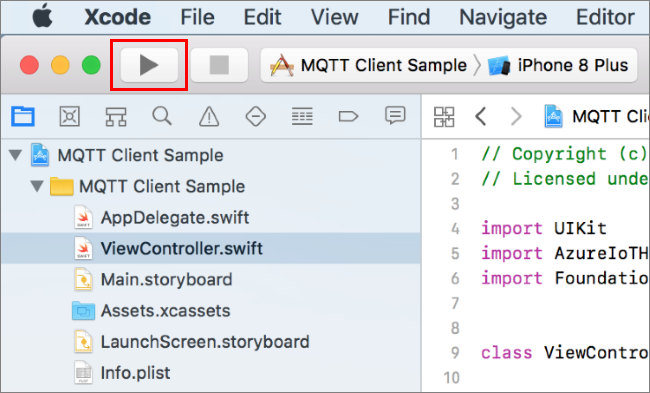 Xcode File Edit View Find Navigate Editor
MQTT Client Sample iPhone 8 Plus
MQTT Clien
MQTT Client Sample
MQTT Client Sample
AppDelegate.swift
ViewController.swift
Main.storyboard
Assets.xcassets
LaunchScreen.storyboard
Info.plist
1 // Copyright (c)
2 // Licensed unde
3
4 import UIKit
5 import AzureIoTH
6 import Foundatio
7
8
9 class ViewContro
10